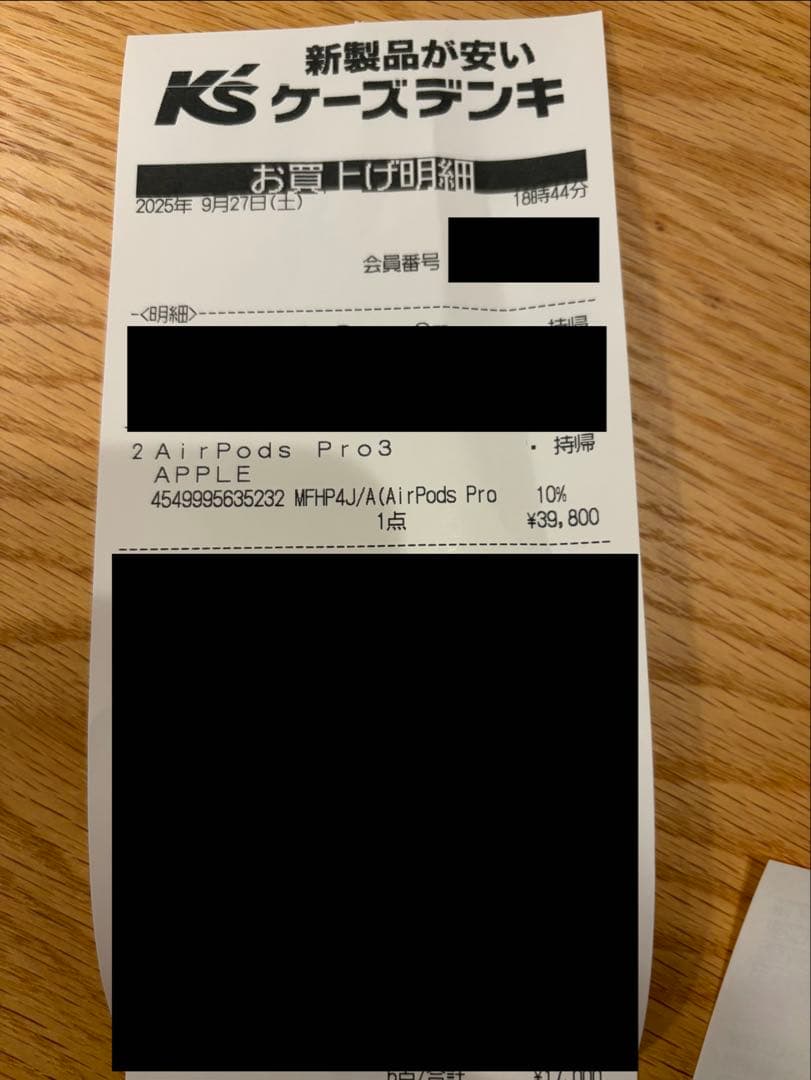 新製品が安い
K's ケーズデンキ
お買上げ明細
2025年 9月27日(土) 18時44分
会員番号
-<明細>-
持帰
2 AirPods Pro3 持帰
APPLE
4549995635232 MFHP4J/A(AirPods Pro 10%
1点 ¥39,800